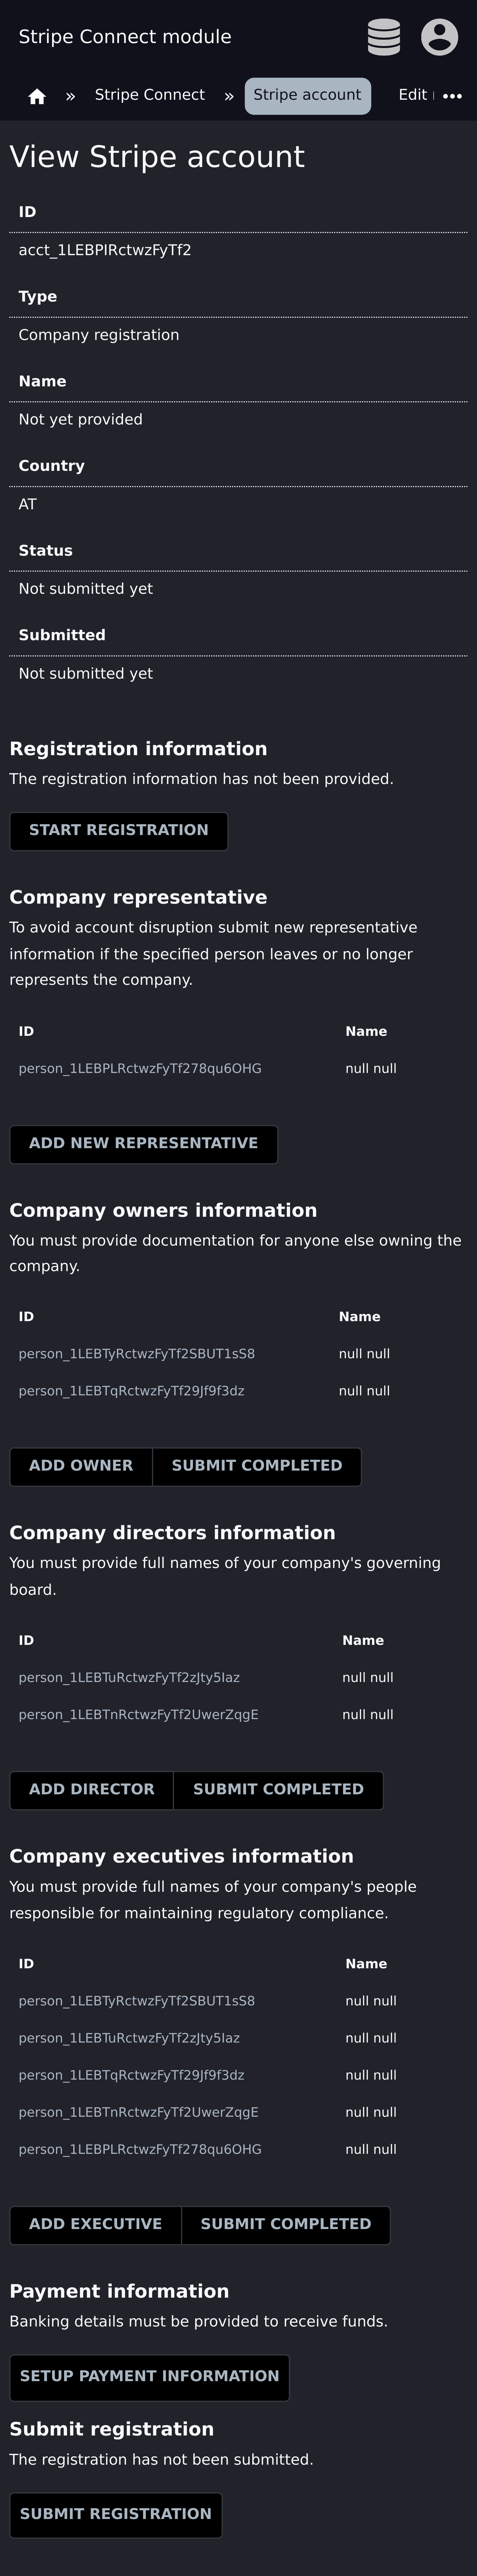 Stripe Connect module
» Stripe Connect » Stripe account Edit
View Stripe account
ID
acct_1LEBPIRctwzFyTf2
Type
Company registration
Name
Not yet provided
Country
AT
Status
Not submitted yet
Submitted
Not submitted yet
Registration information
The registration information has not been provided.
START REGISTRATION
Company representative
To avoid account disruption submit new representative
information if the specified person leaves or no longer
represents the company.
ID Name
person_1LEBPLRctwzFyTf278qu6OHG null null
ADD NEW REPRESENTATIVE
Company owners information
You must provide documentation for anyone else owning the
company.
ID Name
person_1LEBTyRctwzFyTf2SBUT1sS8 null null
person_1LEBTqRctwzFyTf29Jf9f3dz null null
ADD OWNER SUBMIT COMPLETED
Company directors information
You must provide full names of your company's governing
board.
ID Name
person_1LEBTuRctwzFyTf2zJty5Iaz null null
person_1LEBTnRctwzFyTf2UwerZqgE null null
ADD DIRECTOR SUBMIT COMPLETED
Company executives information
You must provide full names of your company's people
responsible for maintaining regulatory compliance.
ID Name
person_1LEBTyRctwzFyTf2SBUT1sS8 null null
person_1LEBTuRctwzFyTf2zJty5Iaz null null
person_1LEBTqRctwzFyTf29Jf9f3dz null null
person_1LEBTnRctwzFyTf2UwerZqgE null null
person_1LEBPLRctwzFyTf278qu6OHG null null
ADD EXECUTIVE SUBMIT COMPLETED
Payment information
Banking details must be provided to receive funds.
SETUP PAYMENT INFORMATION
Submit registration
The registration has not been submitted.
SUBMIT REGISTRATION